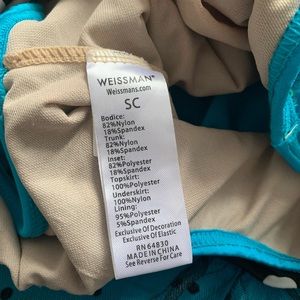 WEISSMAN®
Weissmans.com
SC
Bodice:
82%Nylon
18%Spandex
Trunk:
82%Nylon
18%Spandex
Inset:
82%Polyester
18%Spandex
Topskirt:
100%Polyester
Underskirt:
100%Nylon
Lining:
95%Polyester
5%Spandex
Exclusive Of Decoration
Exclusive Of Elastic
RN 64830
MADE IN CHINA
See Reverse For Care